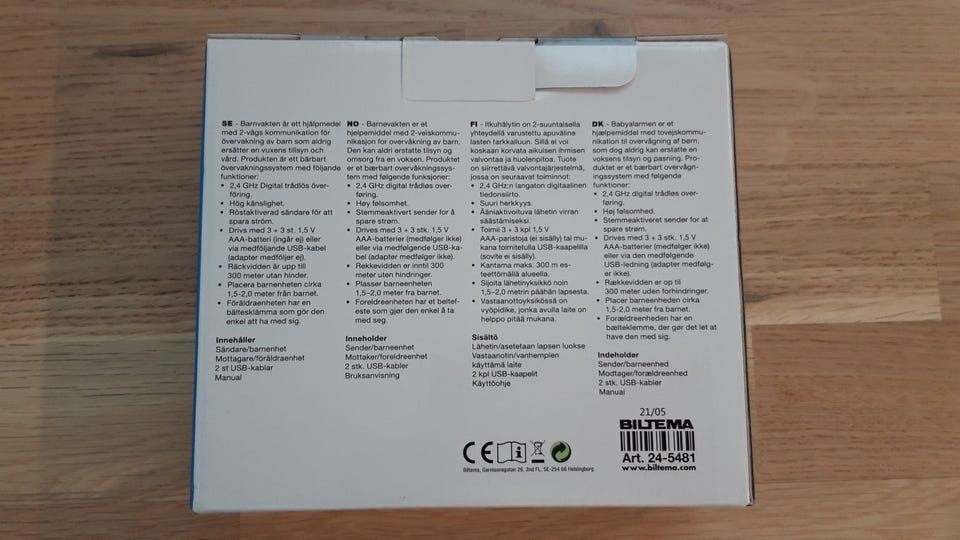 SE - Barnvakten är ett hjälpmedel
med 2-vägs kommunikation för
övervakning av barn som aldrig
ersätter en vuxens tillsyn och
vård. Produkten är ett bärbart
övervakningssystem med följande
funktioner:
• 2,4 GHz Digital trådlös över-
föring.
• Hög känslighet.
• Röstaktiverad sändare för att
spara ström.
• Drivs med 3 + 3 st. 1,5 V
AAA-batteri (ingår ej) eller
via medföljande USB-kabel
(adapter medföljer ej).
• Räckvidden är upp till
300 meter utan hinder.
• Placera barnenheten cirka
1,5-2,0 meter från barnet.
• Föräldraenheten har en
bältesklämma som gör den
enkel att ha med sig.
Innehåller
Sändare/barnenhet
Mottagare/föräldraenhet
2 st USB-kablar
Manual
NO - Barnevakten er et
hjelpemiddel med 2-veiskommu-
nikasjon for overvåkning av barn.
Den kan aldri erstatte tilsyn og
omsorg fra en voksen. Produktet
er et bærbart overvåkningssys-
tem med følgende funksjoner:
• 2,4 GHz digital trådløs over-
føring.
• Høy følsomhet.
• Stemmeaktivert sender for å
spare strøm.
• Drives med 3 + 3 stk. 1,5 V
AAA-batterier (medfølger ikke)
eller via medfølgende USB-ka-
bel (adapter medfølger ikke).
• Rekkevidden er inntil 300
meter uten hindringer.
• Plasser barneenheten
1,5–2,0 meter fra barnet.
• Foreldreenheten har et beltef-
este som gjør den enkel å ta
med seg.
Inneholder
Sender/barneenhet
Mottaker/foreldreenhet
2 stk. USB-kabler
Bruksanvisning
FI - Itkuhälytin on 2-suuntaisella
yhteydellä varustettu apuväline
lasten tarkkailuun. Sillä ei voi
koskaan korvata aikuisen ihmisen
valvontaa ja huolenpitoa. Tuote
on siirrettävä valvontajärjestelmä,
jossa on seuraavat toiminnot:
• 2,4 GHz:n langaton digitaalinen
tiedonsiirto.
• Suuri herkkyys.
• Ääniaktivoituva lähetin virran
säästämiseksi.
• Toimii 3 + 3 kpl 1,5 V
AAA-paristoja (ei sisälly) tai mu-
kana toimitetulla USB-kaapelilla
(sovite ei sisälly).
• Kantama maks. 300 m es-
teettömällä alueella.
• Sijoita lähetinyksikkö noin
1,5–2,0 metrin päähän lapsesta.
• Vastaanottoyksikössä on
vyöpidike, jonka avulla laite on
helppo pitää mukana.
Sisältö
Lähetin/asetetaan lapsen luokse
Vastaanotin/vanhempien
käyttämä laite
2 kpl USB-kaapelit
Käyttöohje
DK - Babyalarmen er et
hjælpemiddel med tovejskommu-
nikation til overvågning af børn,
som dog aldrig kan erstatte en
voksens tilsyn og pasning. Pro-
duktet er et bærbart overvågn-
ingssystem med følgende
funktioner:
• 2,4 GHz digital trådløs over-
føring.
• Høj følsomhed.
• Stemmeaktiveret sender for at
spare strøm.
• Drives med 3 + 3 stk. 1,5 V
AAA-batterier (medfølger ikke)
eller via den medfølgende
USB-ledning (adapter medfølg-
er ikke).
• Rækkevidden er op til
300 meter uden forhindringer.
• Placer barneenheden cirka
1,5-2,0 meter fra barnet.
• Forældreenheden har en
bælteklemme, der gør det let at
have den med sig.
Indeholder
Sender/barneenhed
Modtager/forældreenhed
2 stk. USB-kabler
Manual
21/05
BILTEMA
Art. 24-5481
www.biltema.com
CE
Biltema, Garnisonsgatan 26, 2nd FL, SE-254 66 Helsingborg